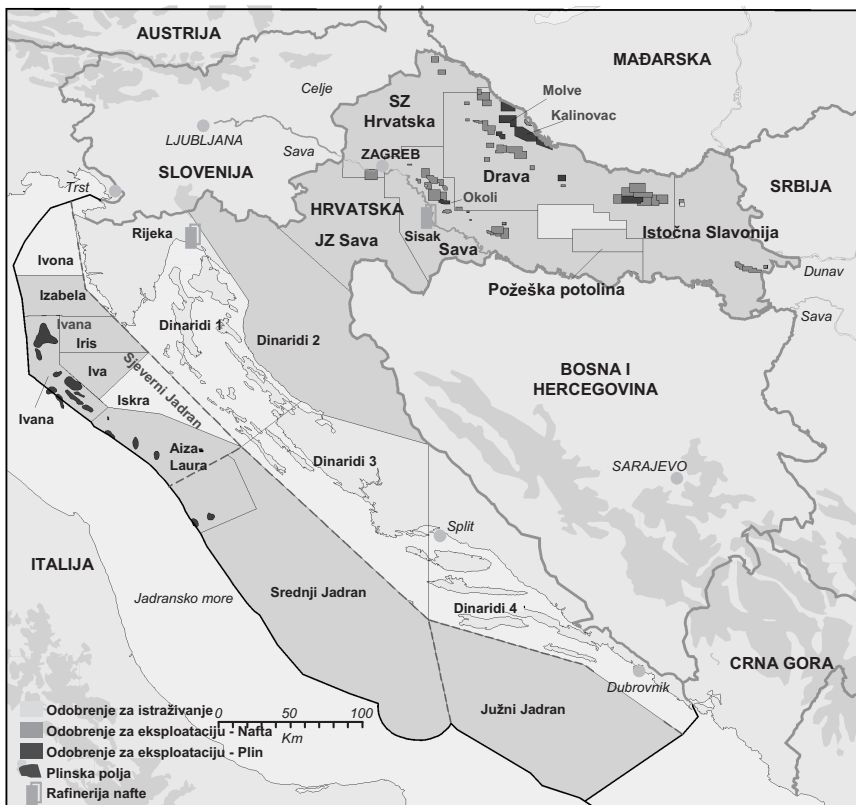 AUSTRIJA
MAĐARSKA
Celje
SZ
Hrvatska
Molve
Kalinovac
LJUBLJANA
Sava
ZAGREB
SLOVENIJA
Trst
Drava
SRBIJA
Okoli
HRVATSKA
Rijeka
JZ Sava
Sisak
Sava
Istočna Slavonija
Ivona
Dunav
Požeška potolina
Izabela
Sava
Ivana
Iris
Dinaridi 1
Dinaridi 2
Iva
Sjeverni Jadran
BOSNA I
HERCEGOVINA
Iskra
Ivana
Aiza-
Laura
Dinaridi 3
SARAJEVO
Split
ITALIJA
Srednji Jadran
Jadransko more
Dinaridi 4
CRNA GORA
Dubrovnik
Južni Jadran
Odobrenje za istraživanje
Odobrenje za eksploataciju - Nafta
Odobrenje za eksploataciju - Plin
Plinska polja
Rafinerija nafte
0 50 100
Km